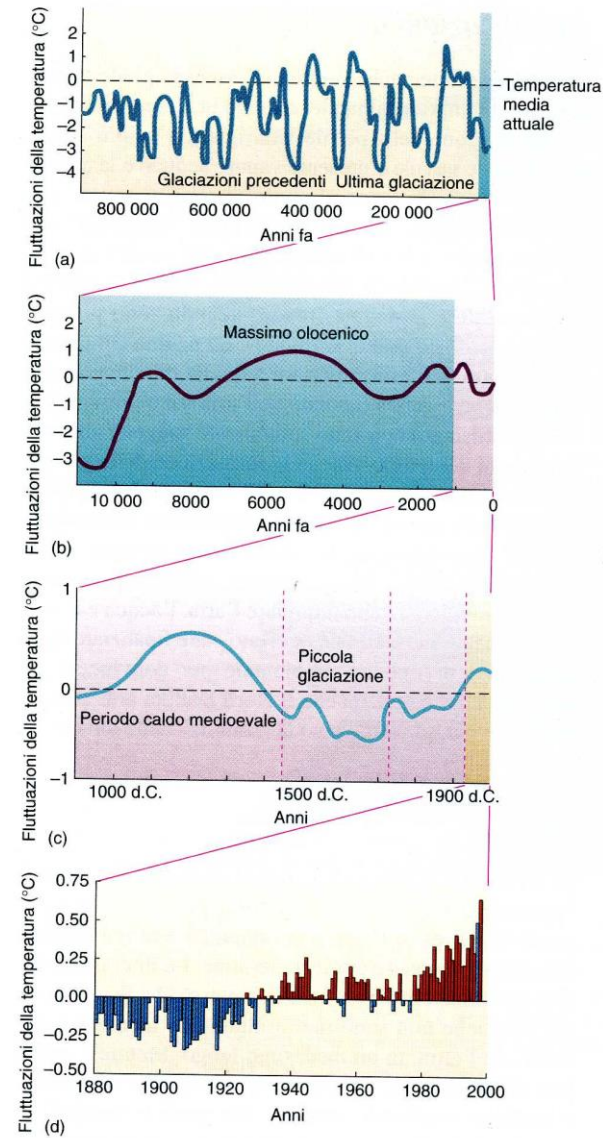 Fluttuazioni della temperatura (°C)
2
1
0
–1
–2
–3
–4
Temperatura
media
attuale
Glaciazioni precedenti
Ultima glaciazione
800 000
600 000
400 000
200 000
Anni fa
(a)
Fluttuazioni della temperatura (°C)
2
1
0
–1
–2
–3
Massimo olocenico
10 000
8000
6000
4000
2000
0
Anni fa
(b)
Fluttuazioni della temperatura (°C)
1
0
–1
Periodo caldo medioevale
Piccola
glaciazione
1000 d.C.
1500 d.C.
1900 d.C.
Anni
(c)
Fluttuazioni della temperatura (°C)
0.75
0.50
0.25
0.00
–0.25
–0.50
1880
1900
1920
1940
1960
1980
2000
Anni
(d)